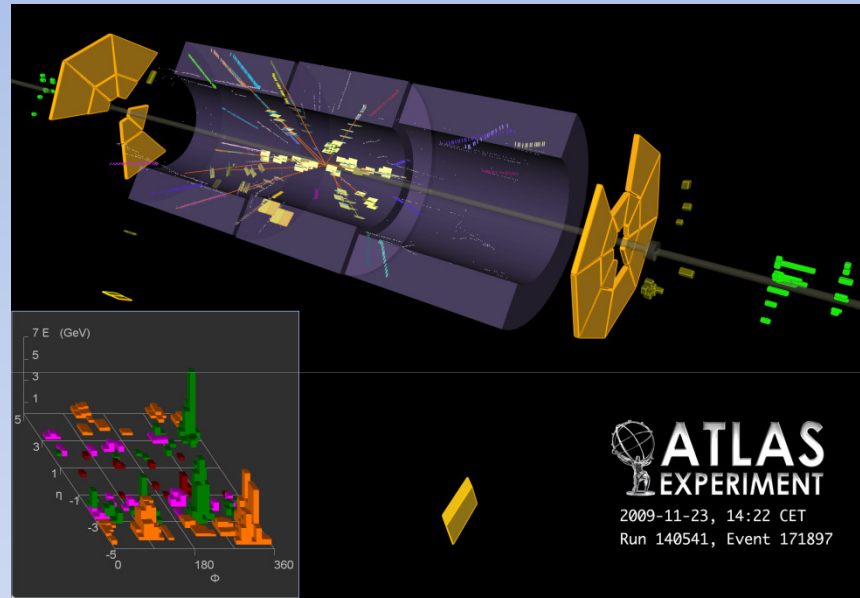 7 E (GeV)
5
3
1
5
3
1
η
-1
-3
-5
0
180
360
Φ
ATLAS
EXPERIMENT
2009-11-23, 14:22 CET
Run 140541, Event 171897